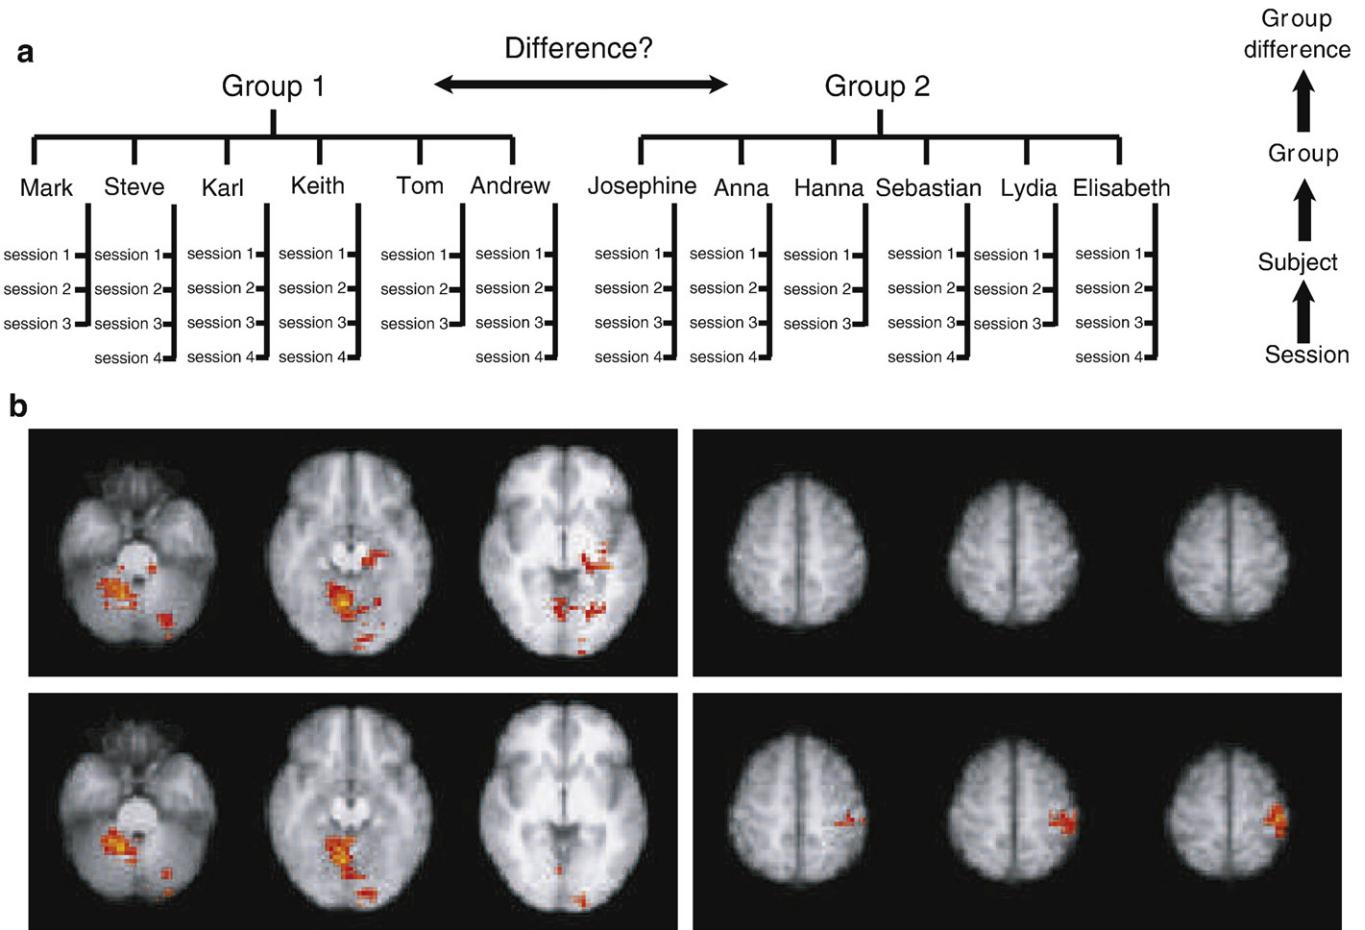 a
Difference?
Group 1
Group 2
Mark Steve Karl Keith Tom Andrew Josephine Anna Hanna Sebastian Lydia Elisabeth
session 1 session 1 session 1 session 1 session 1 session 1 session 1 session 1 session 1 session 1 session 1 session 1
session 2 session 2 session 2 session 2 session 2 session 2 session 2 session 2 session 2 session 2 session 2 session 2
session 3 session 3 session 3 session 3 session 3 session 3 session 3 session 3 session 3 session 3 session 3 session 3
session 4 session 4 session 4 session 4 session 4 session 4 session 4 session 4
Group
difference
Group
Subject
Session
b